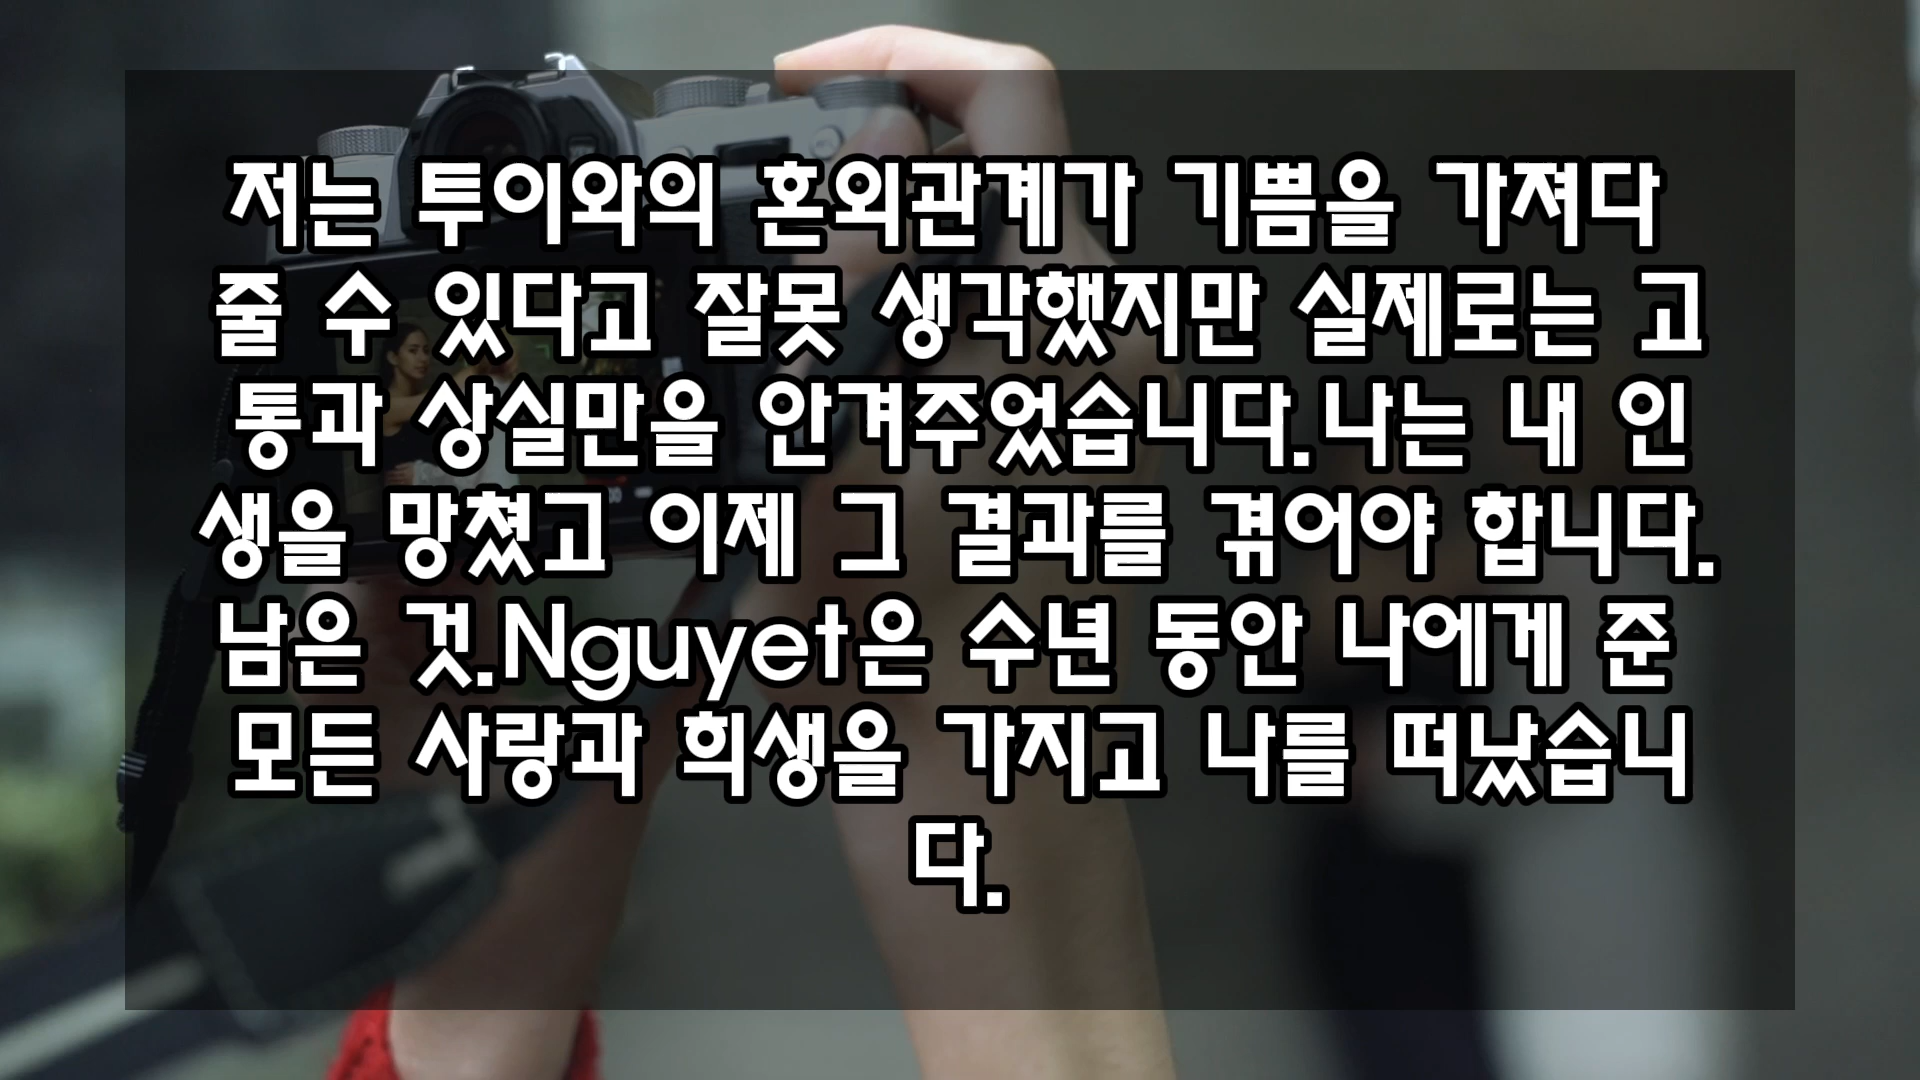 저는 투이와의 혼외관계가 기쁨을 가져다
줄 수 있다고 잘못 생각했지만 실제로는 고
통과 상실만을 안겨주었습니다.나는 내 인
생을 망쳤고 이제 그 결과를 겪어야 합니다.
남은 것.Nguyet은 수년 동안 나에게 준
모든 사랑과 희생을 가지고 나를 떠났습니
다.